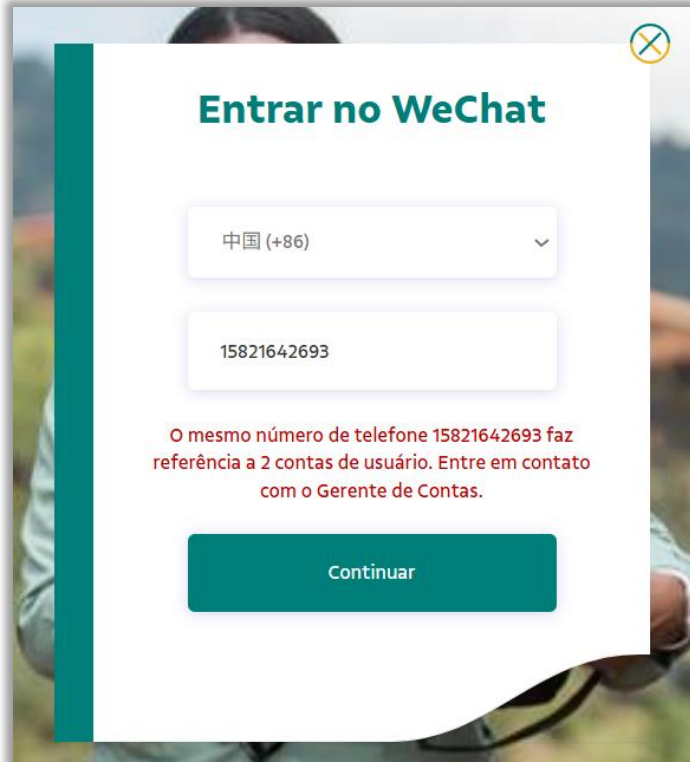 Entrar no WeChat
中国 (+86)
15821642693
O mesmo número de telefone 15821642693 faz
referência a 2 contas de usuário. Entre em contato
com o Gerente de Contas.
Continuar